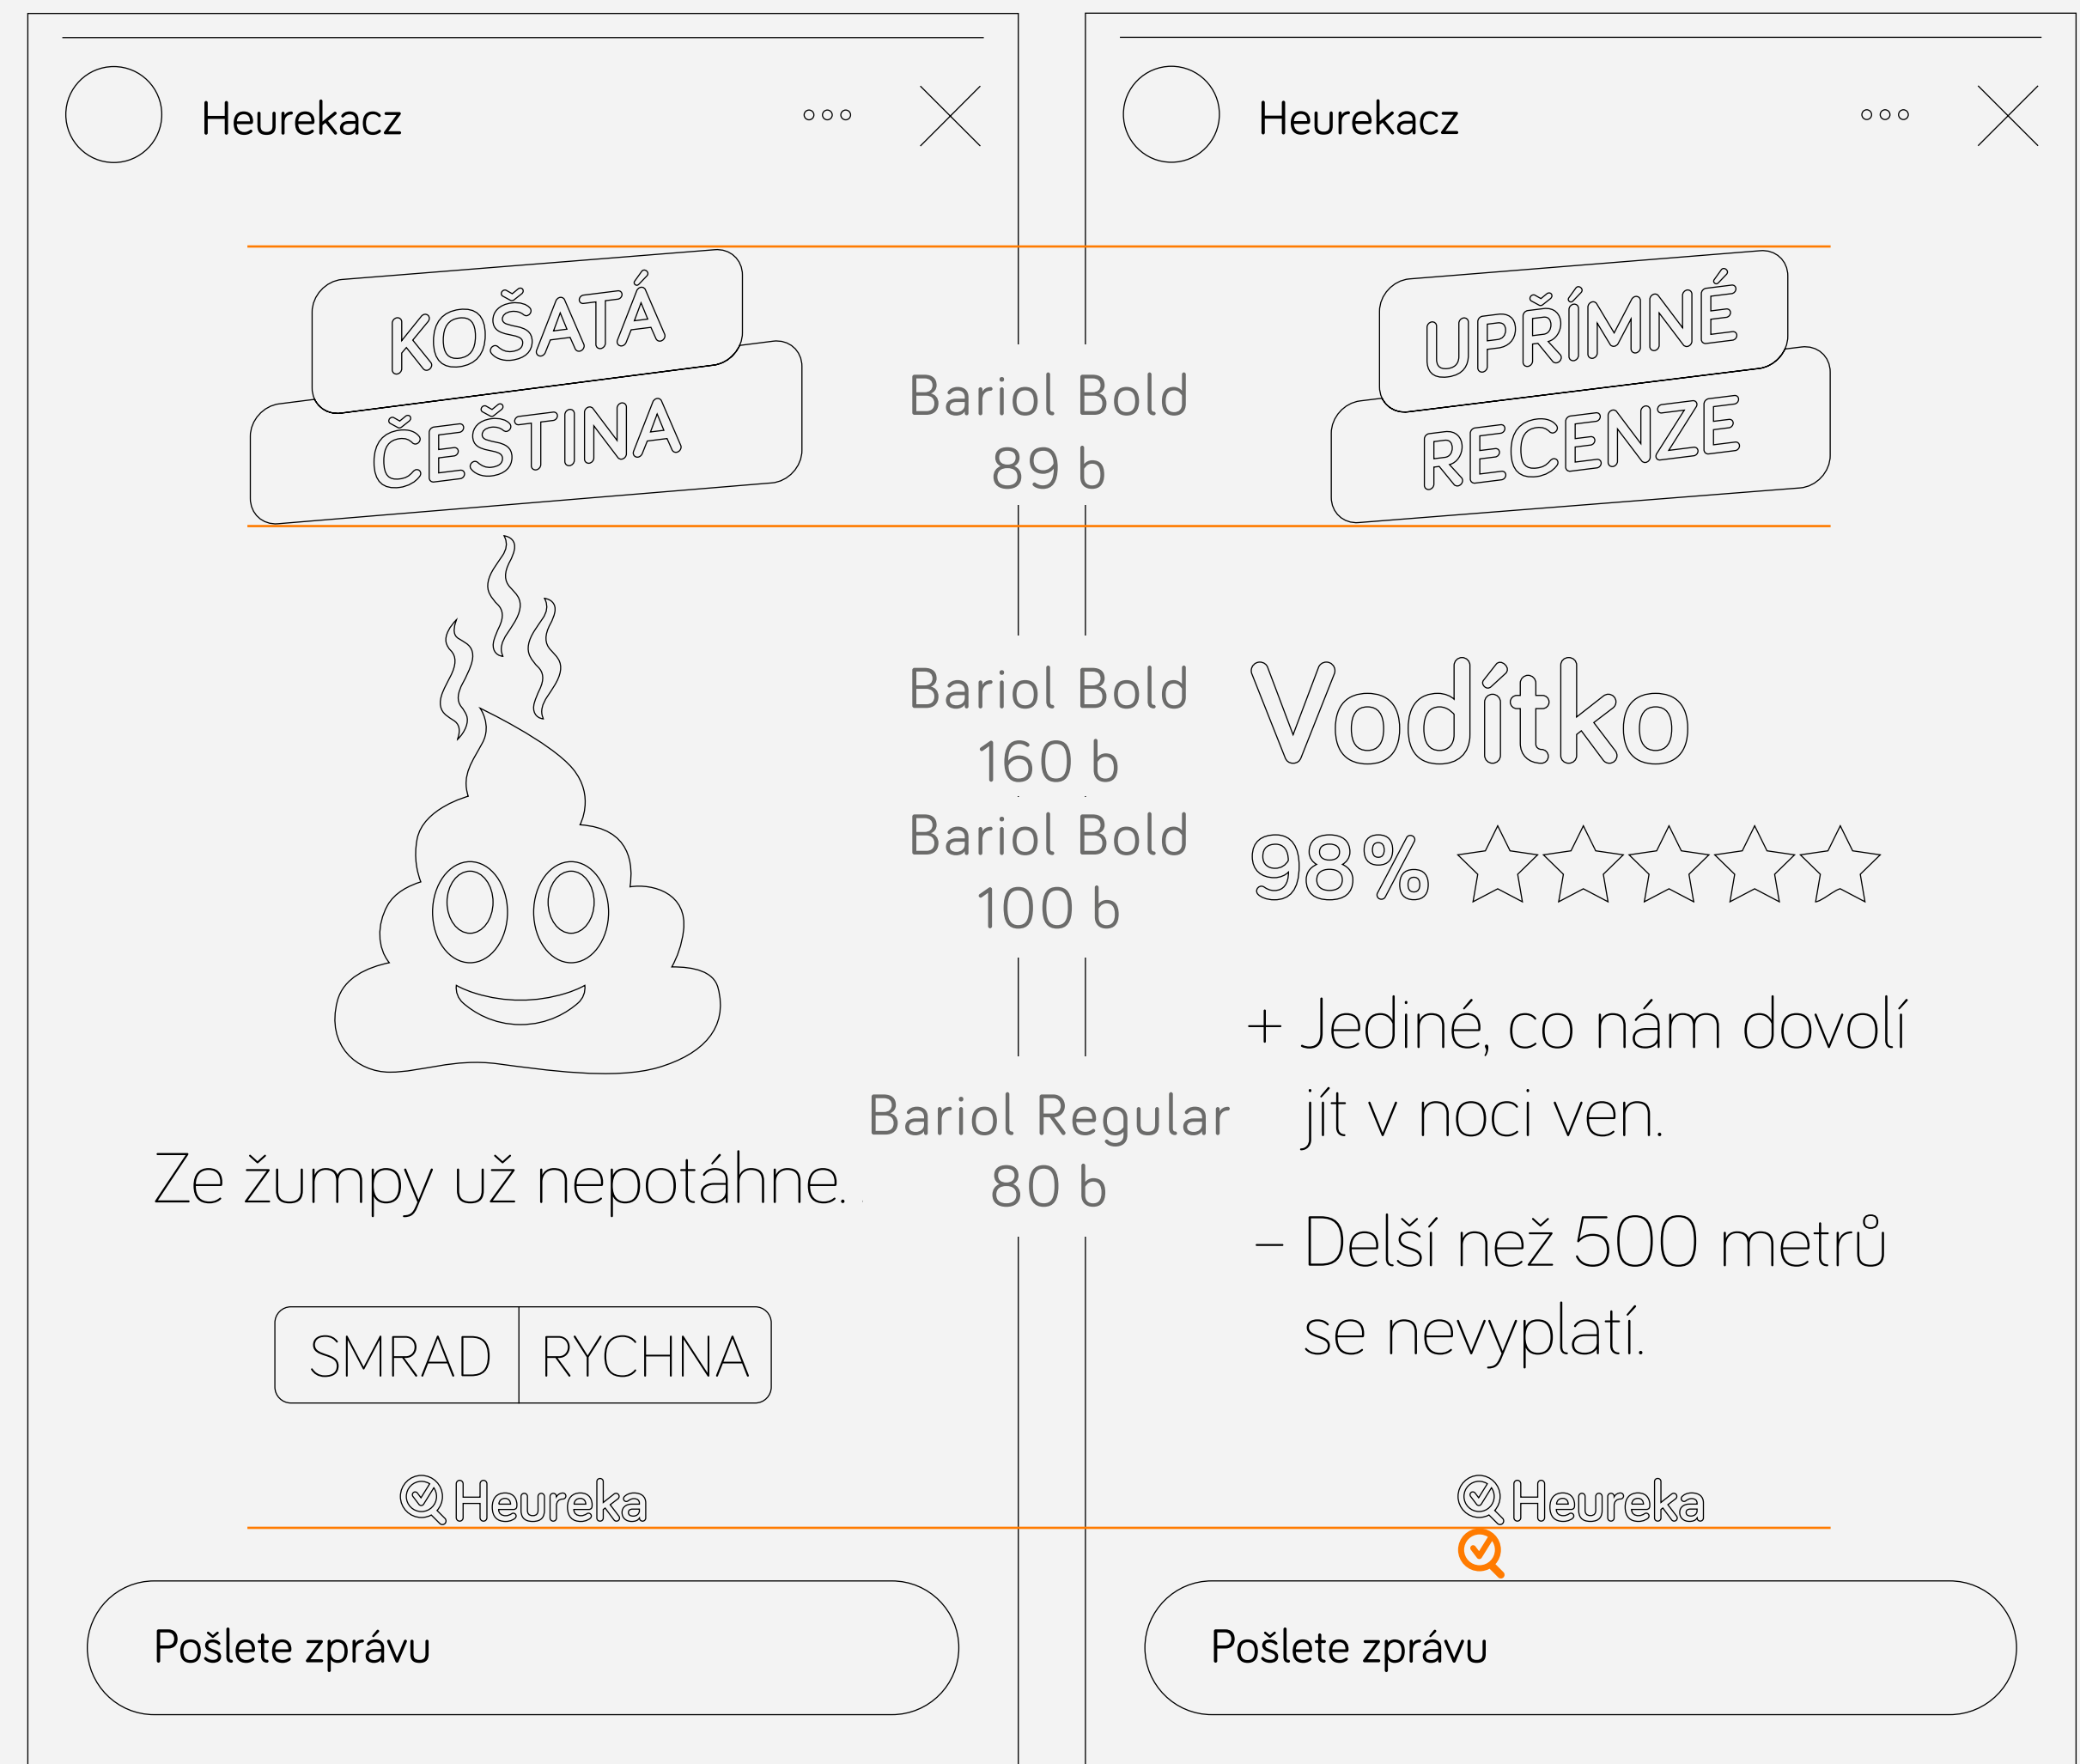 Heurekacz
KOŠATÁ
ČEŠTINA
Ze žumpy už nepotáhne.
SMRAD RYCHNA
Heureka
Pošlete zprávu
Bariol Bold
89 b
Bariol Bold
160 b
Bariol Bold
100 b
Bariol Regular
80 b
Heurekacz
UPŘÍMNÉ
RECENZE
Vodítko
98%
+ Jediné, co nám dovolí
jít v noci ven.
– Delší než 500 metrů
se nevyplatí.
Heureka
Pošlete zprávu